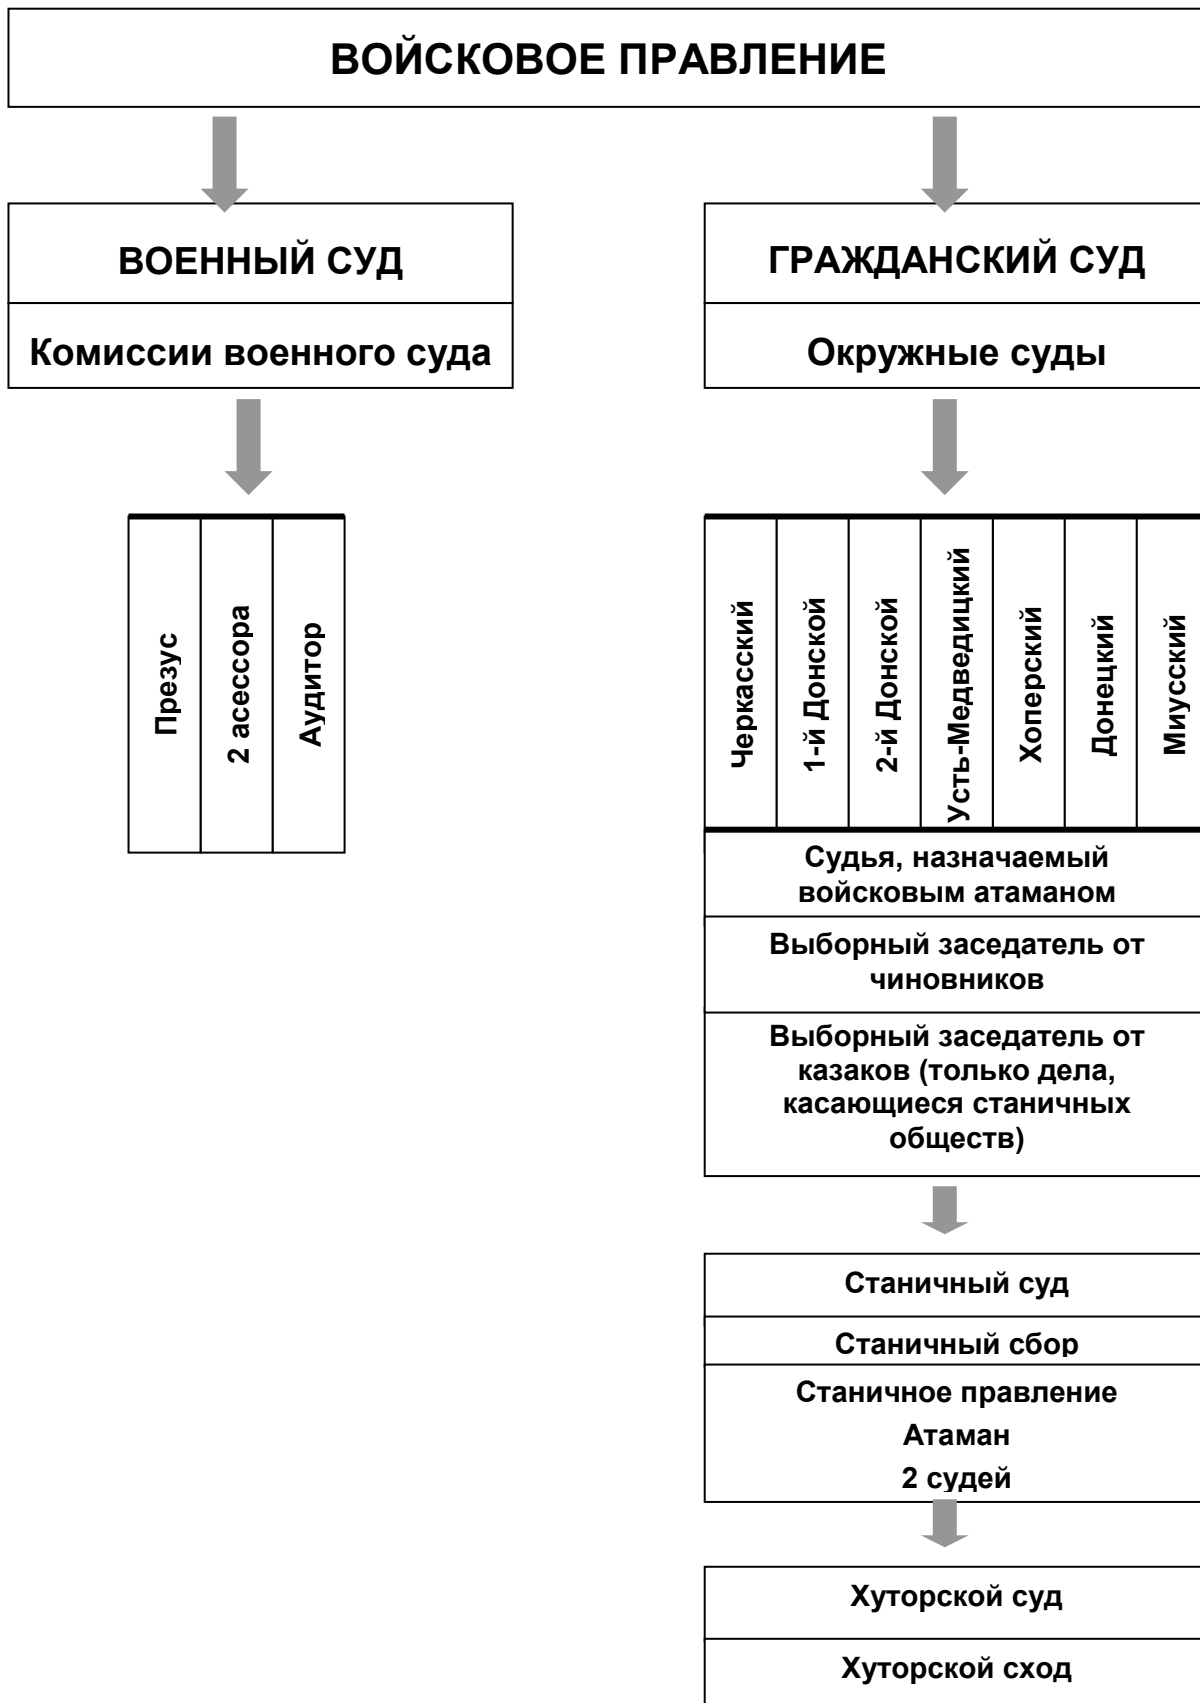 ВОЙСКОВОЕ ПРАВЛЕНИЕ
ВОЕННЫЙ СУД
Комиссии военного суда
Презус
2 асессора
Аудитор
ГРАЖДАНСКИЙ СУД
Окружные суды
Черкасский
1-й Донской
2-й Донской
Усть-Медведицкий
Хоперский
Донецкий
Миусский
Судья, назначаемый
войсковым атаманом
Выборный заседатель от
чиновников
Выборный заседатель от
казаков (только дела,
касающиеся станичных
обществ)
Станичный суд
Станичный сбор
Станичное правление
Атаман
2 судей
Хуторской суд
Хуторской сход